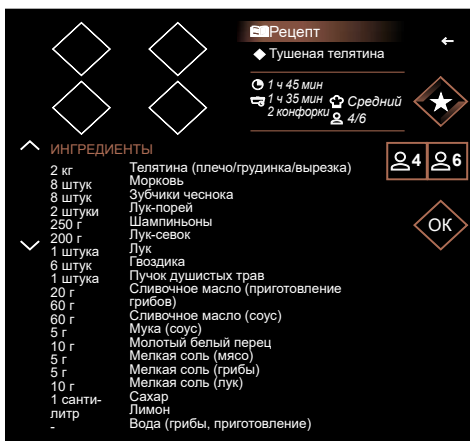 Рецепт
Тушеная телятина
1 ч 45 мин
1 ч 35 мин
2 конфорки
Средний
4/6
ИНГРЕДИЕНТЫ
4
6
2 кг Телятина (плечо/грудинка/вырезка)
8 штук Морковь
8 штук Зубчики чеснока
2 штуки Лук-порей
250 г Шампиньоны
200 г Лук-севок
1 штука Лук
6 штук Гвоздика
1 штука Пучок душистых трав
20 г Сливочное масло (приготовление
60 г грибов)
60 г Сливочное масло (соус)
5 г Мука (соус)
10 г Молотый белый перец
5 г Мелкая соль (мясо)
5 г Мелкая соль (грибы)
10 г Мелкая соль (лук)
1 санти- Сахар
литр Лимон
- Вода (грибы, приготовление)
ОК